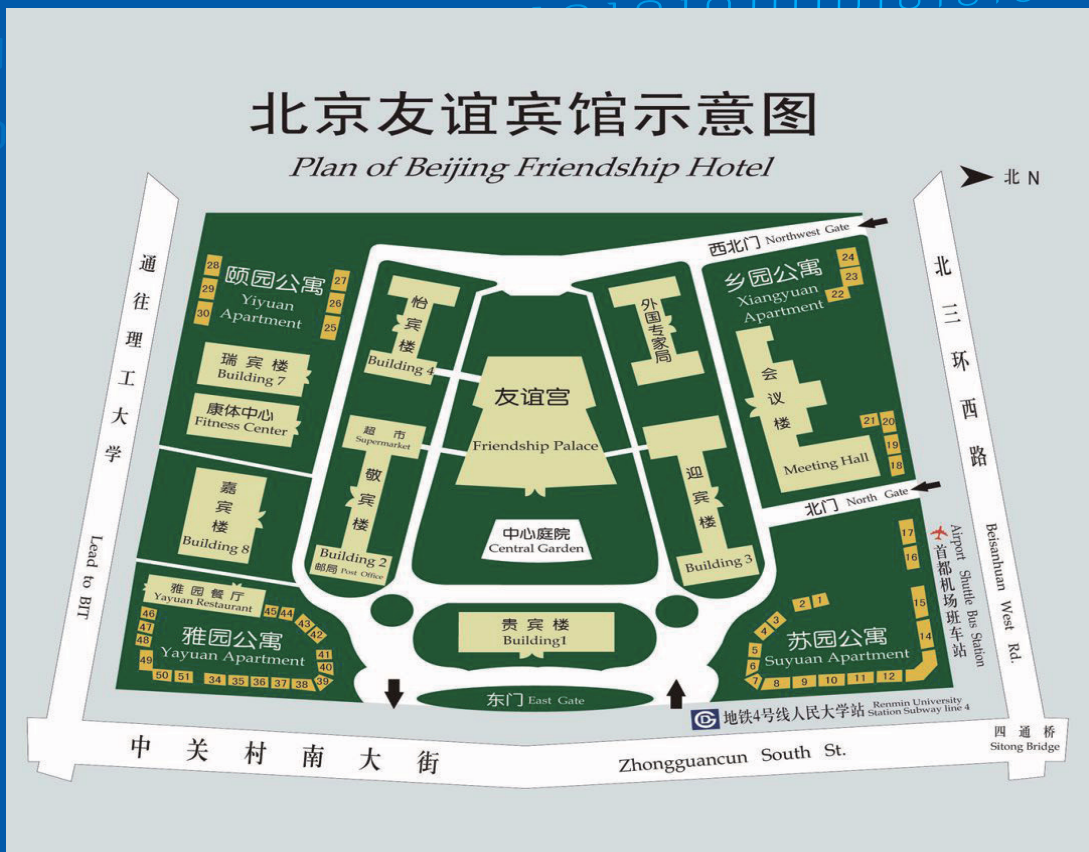 北京友谊宾馆示意图
Plan of Beijing Friendship Hotel
北 N
西北门 Northwest Gate
通往理工大学
Lead to BIT
28
29
30
颐园公寓
Yiyuan
Apartment
27
26
25
怡宾楼
Building 4
外国专家局
乡园公寓
Xiangyuan
Apartment
24
23
22
北三环西路
Beisanhuan West Rd.
瑞宾楼
Building 7
康体中心
Fitness Center
友谊宫
Friendship Palace
会议楼
Meeting Hall
21
20
19
18
超市
Supermarket
敬宾楼
Building 2
邮局 Post Office
嘉宾楼
Building 8
迎宾楼
Building 3
北门 North Gate
中心庭院
Central Garden
17
16
首都机场班车站
Airport Shuttle Bus Station
雅园餐厅
Yayuan Restaurant
雅园公寓
Yayuan Apartment
46
47
48
49
50
51
34
35
36
37
38
39
40
41
42
43
44
45
贵宾楼
Building1
2
1
3
4
5
6
7
8
9
10
11
12
14
15
苏园公寓
Suyuan Apartment
东门 East Gate
地铁4号线人民大学站
Renmin University
Station Subway line 4
中关村南大街
Zhongguancun South St.
四通桥
Sitong Bridge